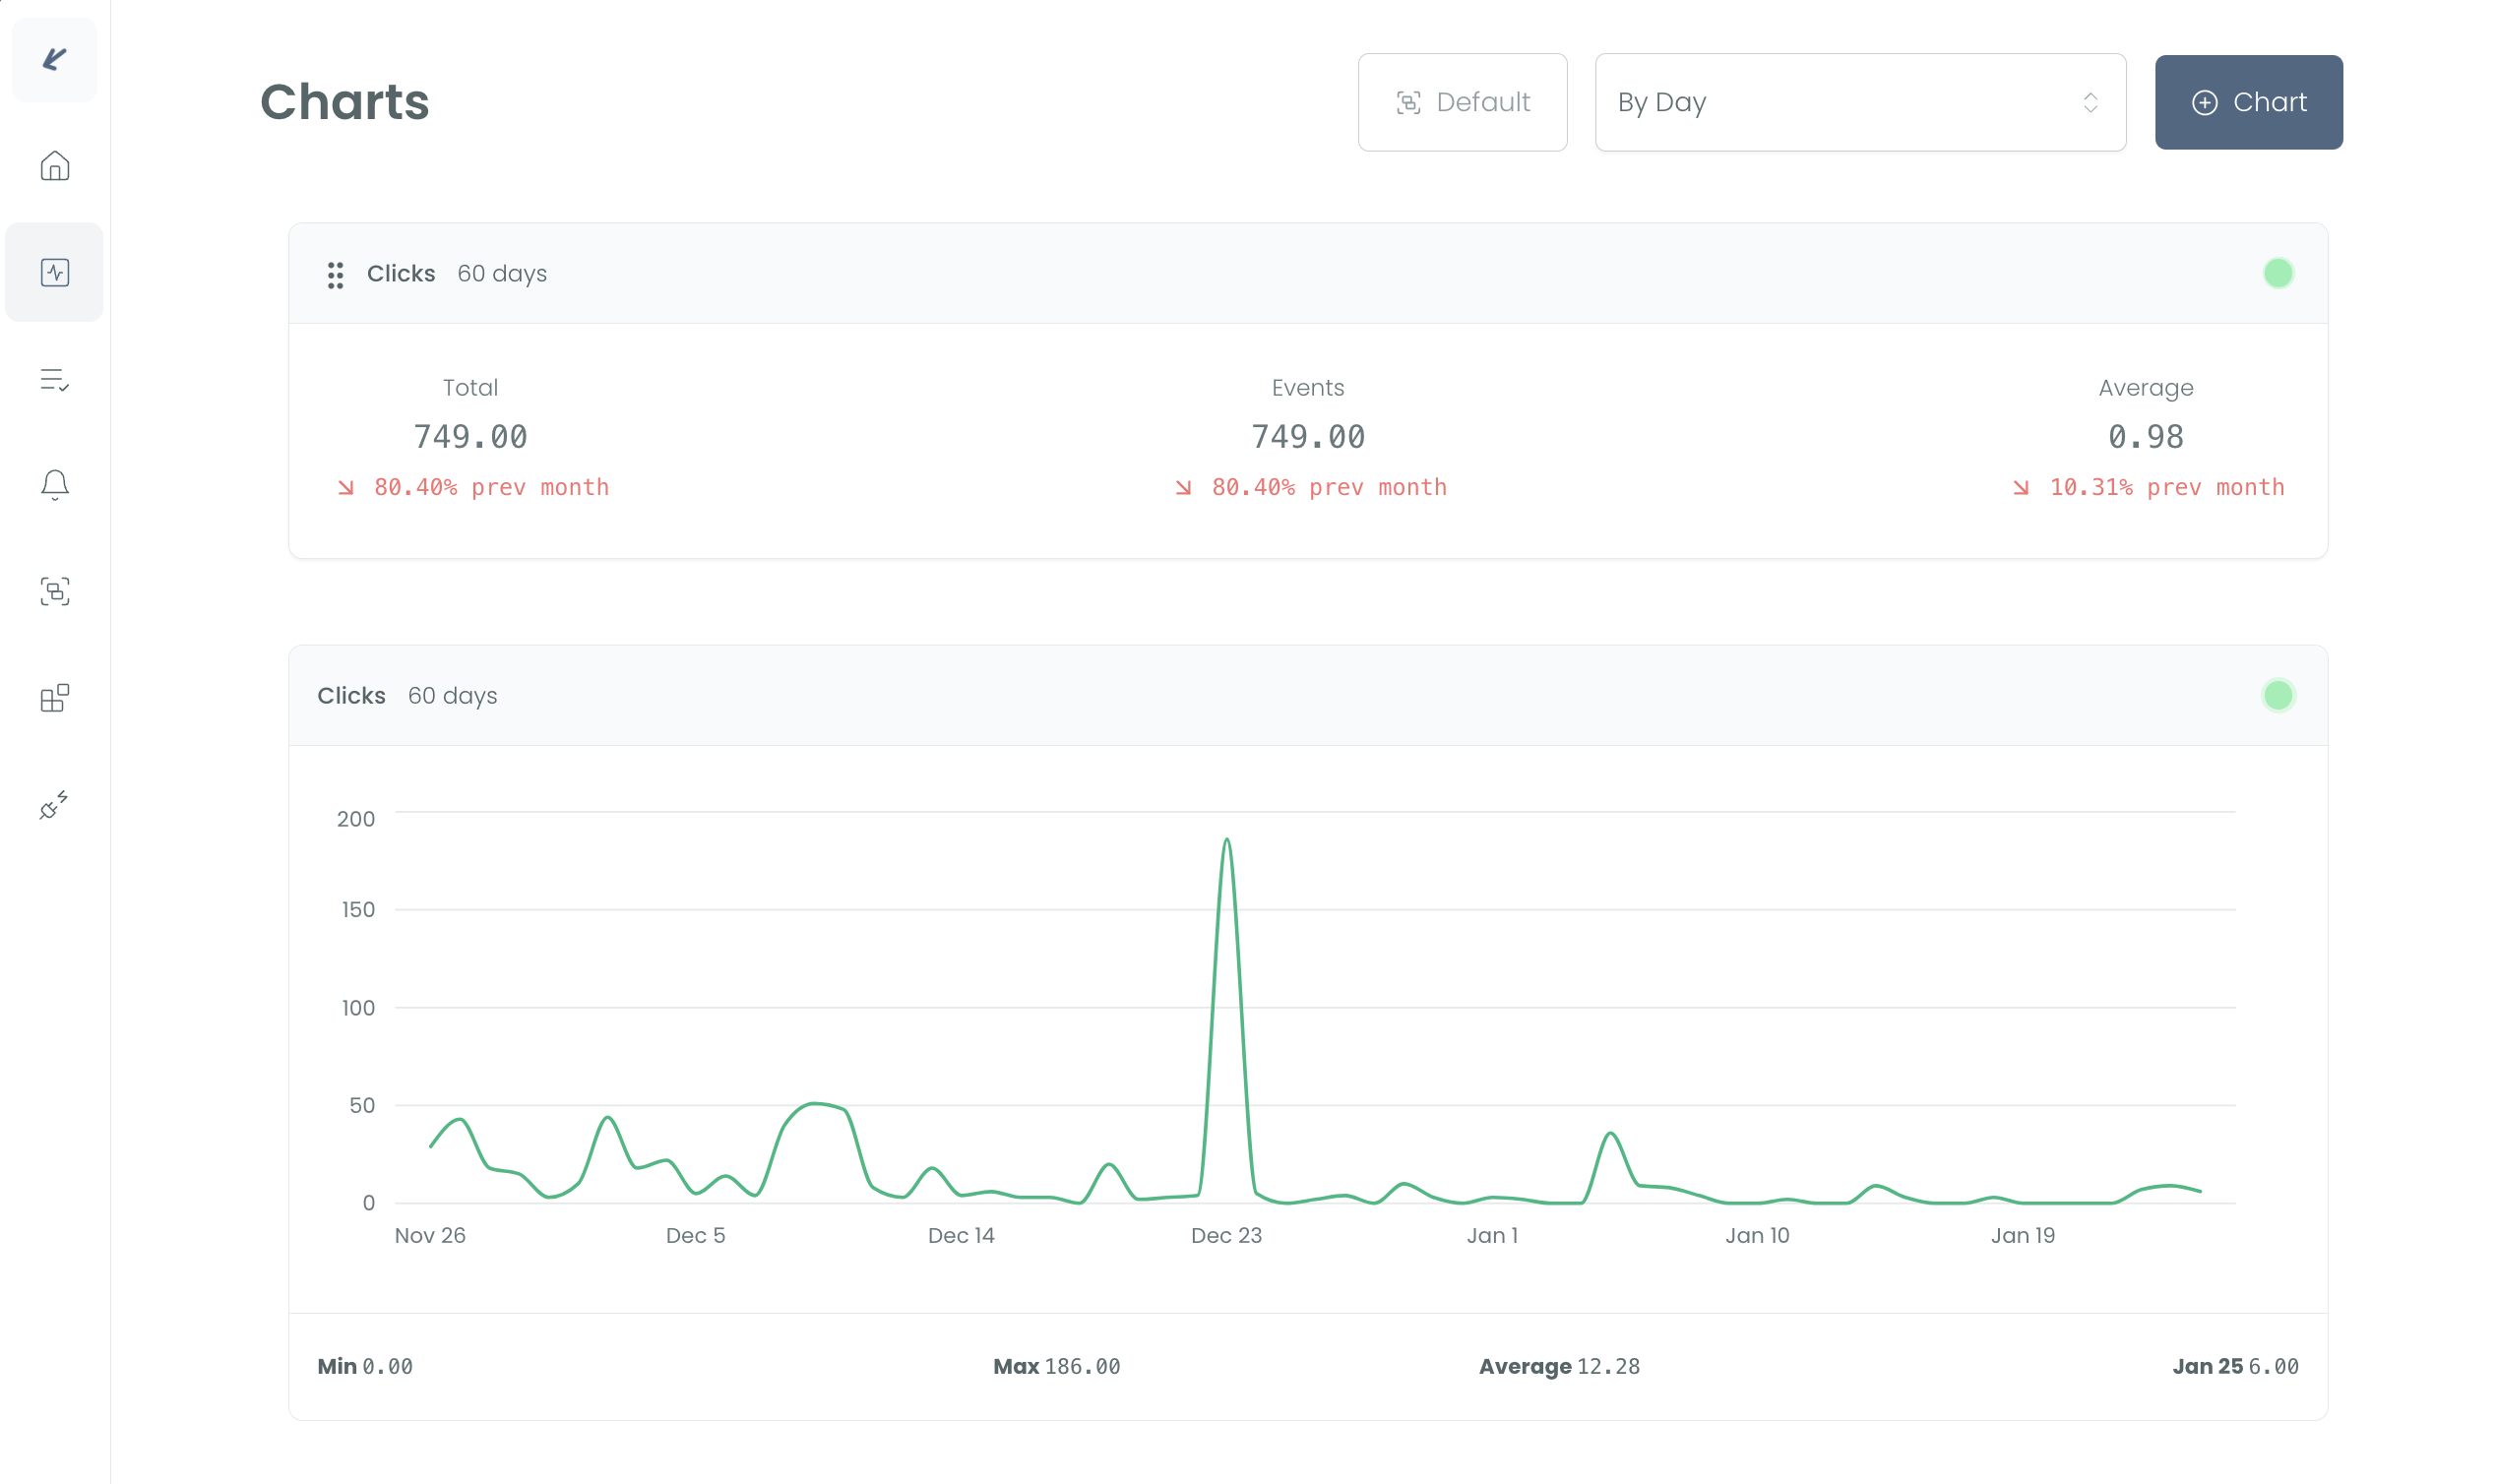 Charts
Default
By Day
Chart
Clicks 60 days
Total
749.00
80.40% prev month
Events
749.00
80.40% prev month
Average
0.98
10.31% prev month
Clicks 60 days
200
150
100
50
0
Nov 26 Dec 5 Dec 14 Dec 23 Jan 1 Jan 10 Jan 19
Min 0.00
Max 186.00
Average 12.28
Jan 25 6.00